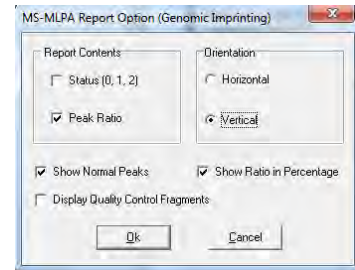 MS-MLPA Report Option (Genomic Imprinting)
Report Contents
Status (0, 1, 2)
Peak Ratio
Orientation
Horizontal
Vertical
Show Normal Peaks
Show Ratio in Percentage
Display Quality Control Fragments
Ok
Cancel